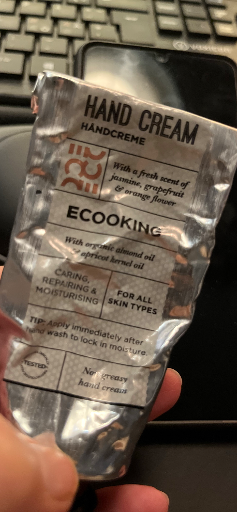 HAND CREAM
HANDCREME
With a fresh scent of
jasmine, grapefruit
& orange flower
ECOOKING
With organic almond oil
& apricot kernel oil
CARING,
REPAIRING &
MOISTURISING
FOR ALL
SKIN TYPES
TIP: Apply immediately after
hand wash to lock in moisture
TESTED
Non greasy
hand cream